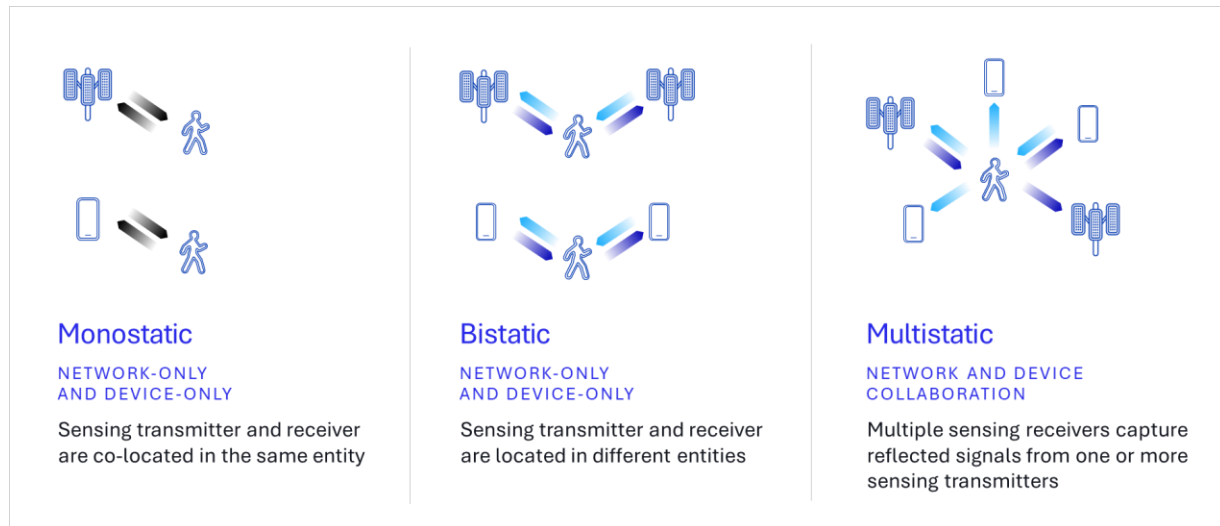 Monostatic
NETWORK-ONLY
AND DEVICE-ONLY
Sensing transmitter and receiver
are co-located in the same entity
Bistatic
NETWORK-ONLY
AND DEVICE-ONLY
Sensing transmitter and receiver
are located in different entities
Multistatic
NETWORK AND DEVICE
COLLABORATION
Multiple sensing receivers capture
reflected signals from one or more
sensing transmitters